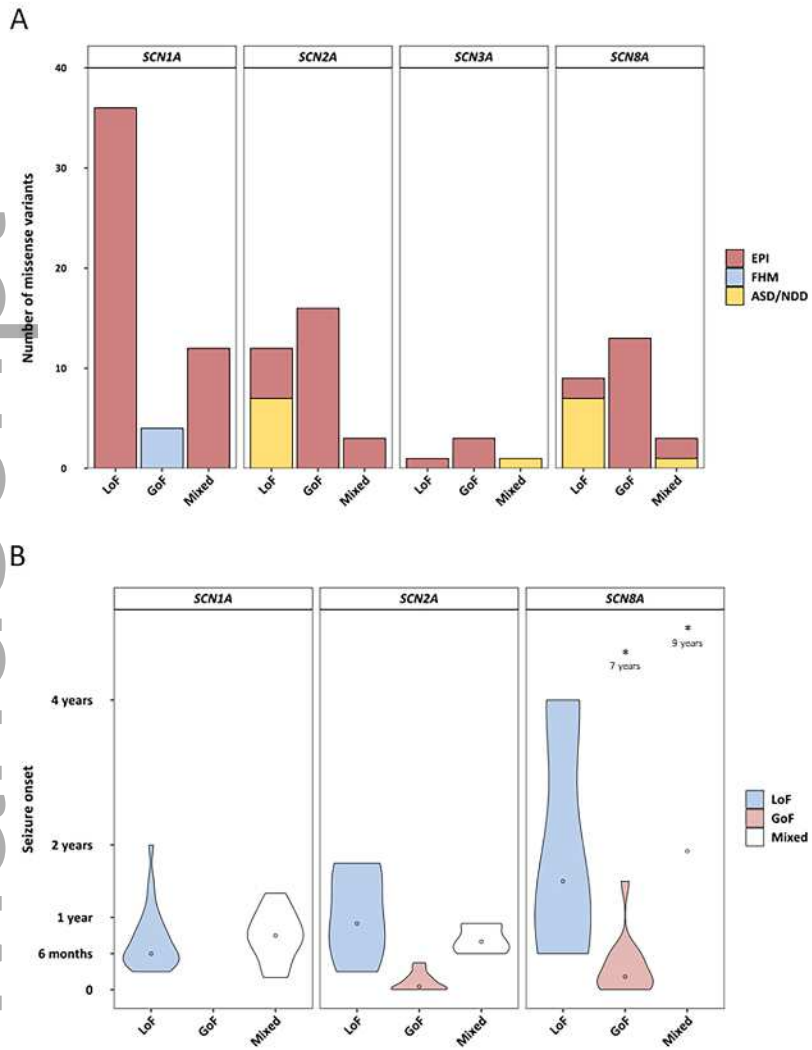 A
SCN1A
SCN2A
SCN3A
SCN8A
Number of missense variants
40
30
20
10
0
LoF
GoF
Mixed
LoF
GoF
Mixed
LoF
GoF
Mixed
LoF
GoF
Mixed
EPI
FHM
ASD/NDD
B
SCN1A
SCN2A
SCN8A
Seizure onset
4 years
2 years
1 year
6 months
0
*
7 years
*
9 years
LoF
GoF
Mixed
LoF
GoF
Mixed
LoF
GoF
Mixed
LoF
GoF
Mixed